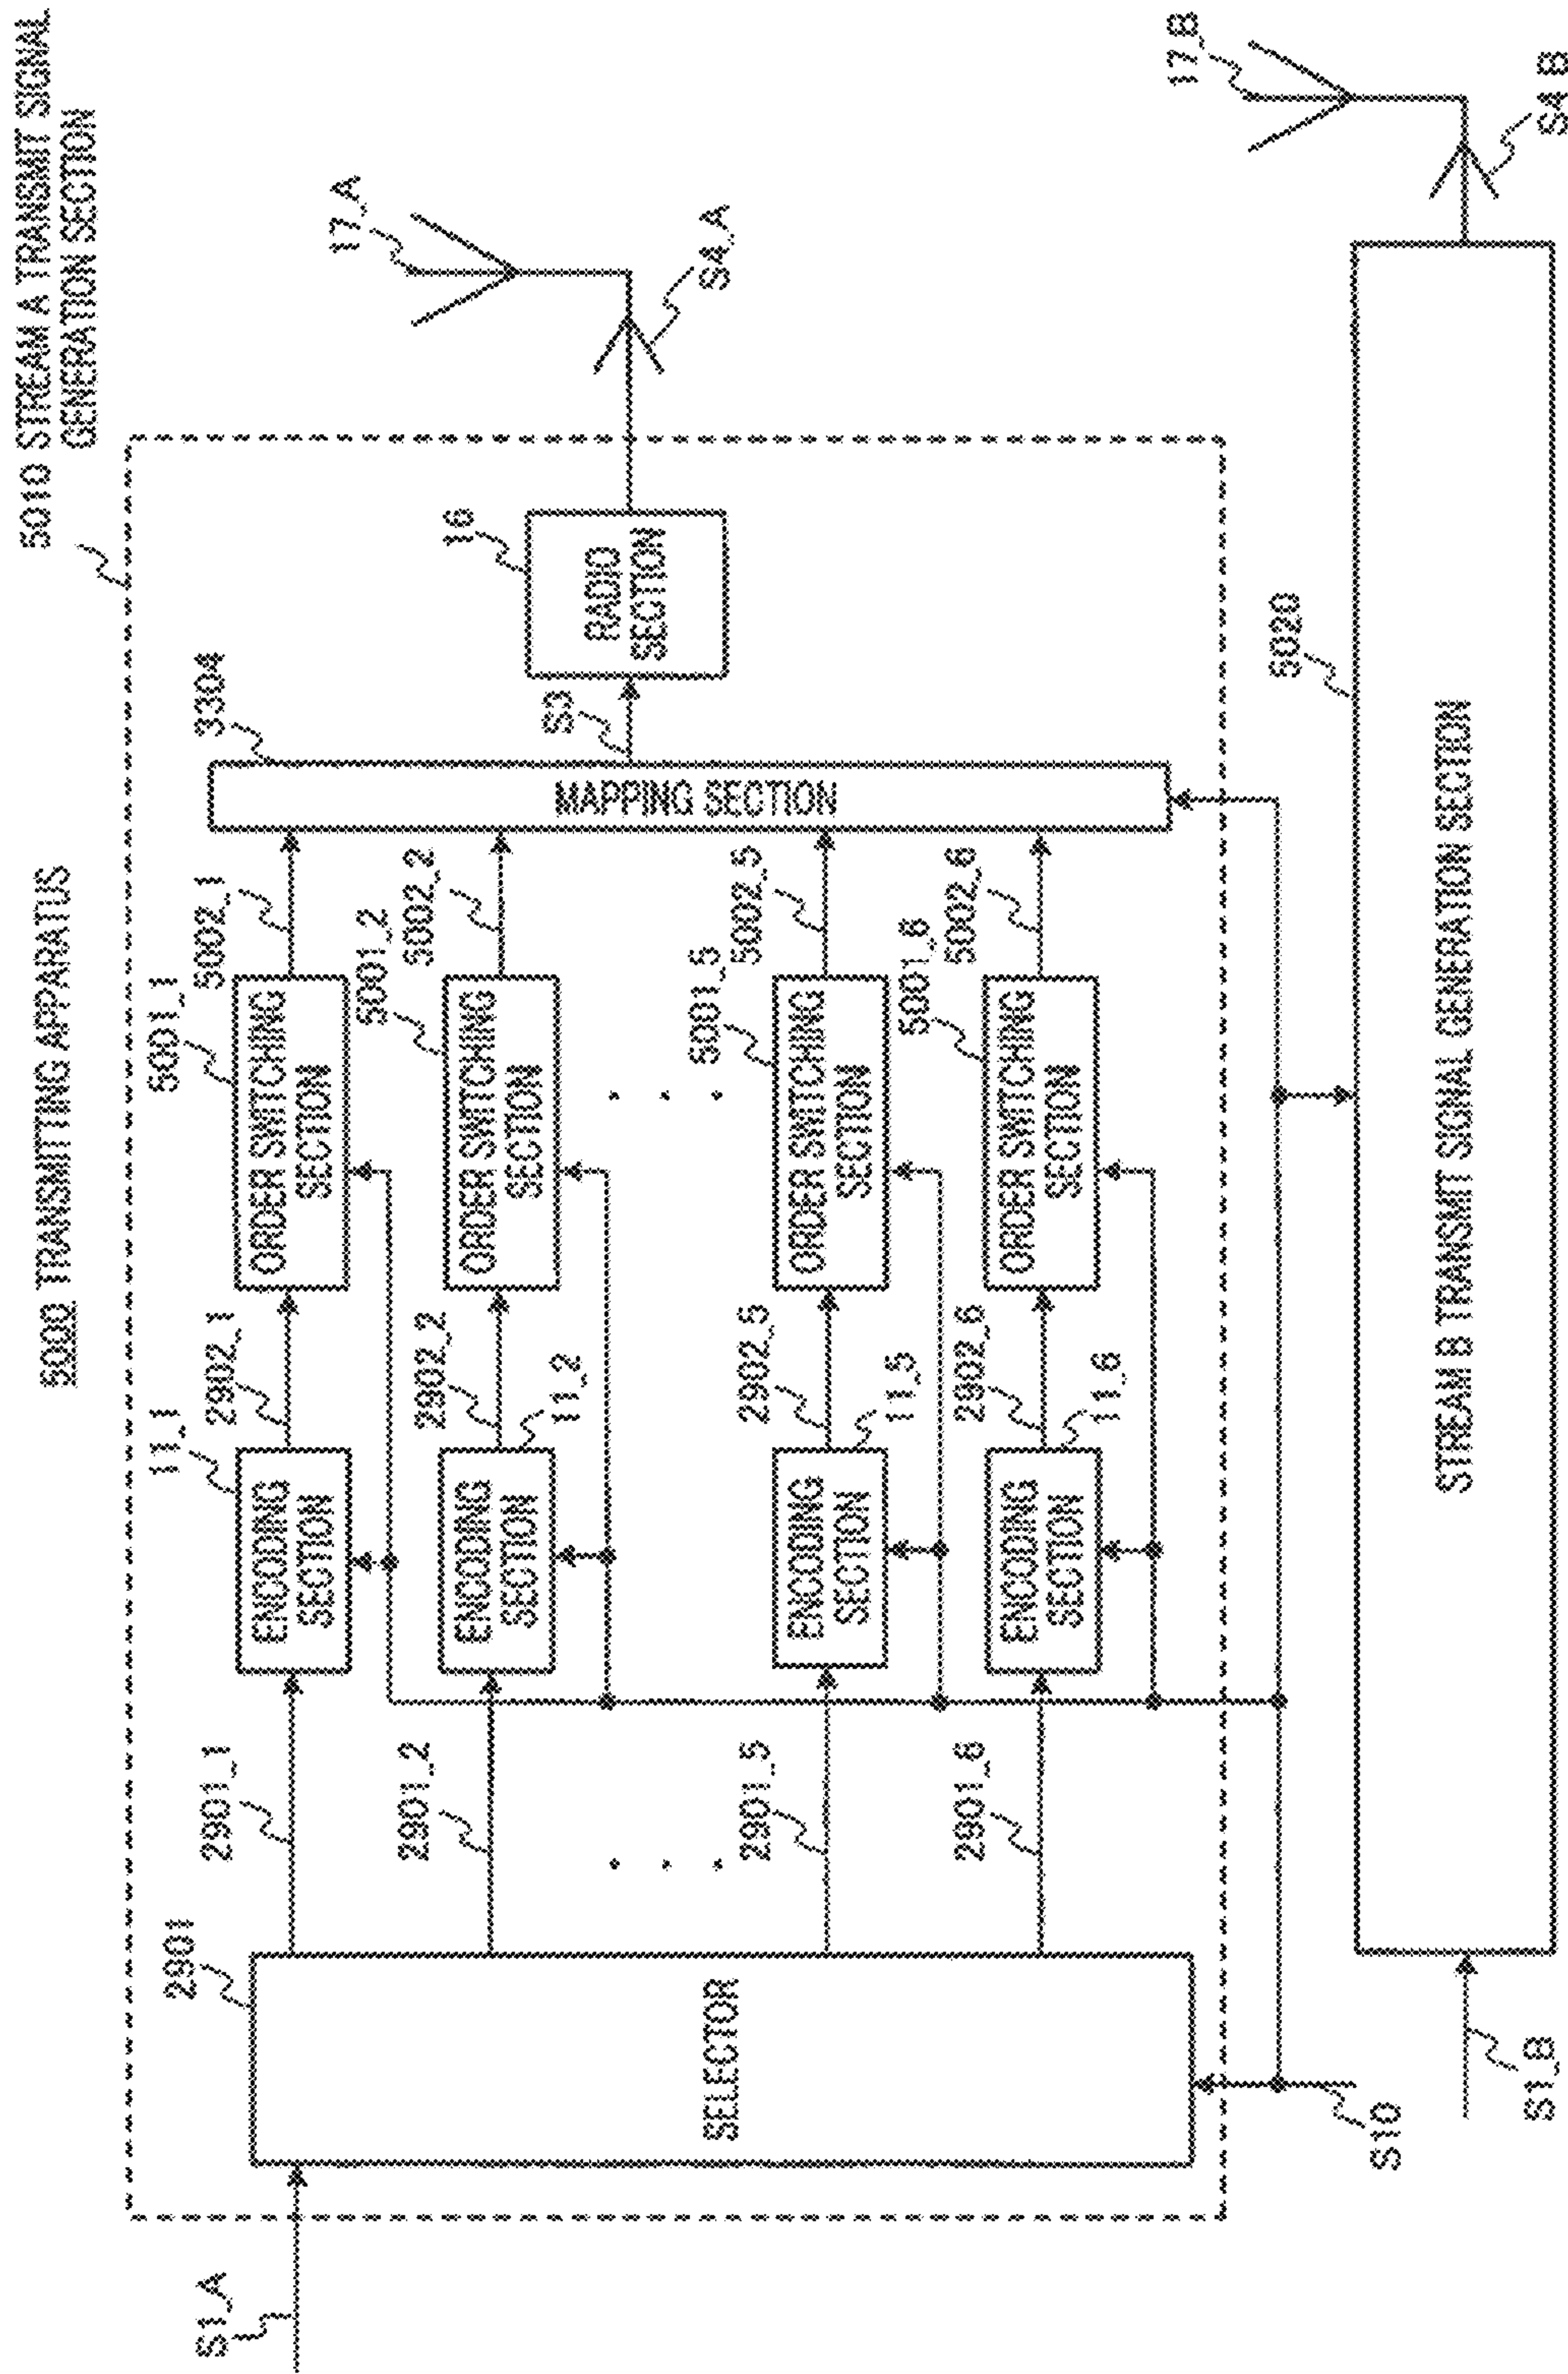 5000 TRANSMITTING APPARATUS
5010 STREAM A TRANSMIT SIGNAL
GENERATION SECTION
S1_A
2901
SELECTOR
2901_1
2901_2
2901_5
2901_6
. . .
11_1
ENCODING
SECTION
2902_1
5001_1
ORDER SWITCHING
SECTION
5002_1
ENCODING
SECTION
11_2
2902_2
5001_2
ORDER SWITCHING
SECTION
5002_2
. . .
ENCODING
SECTION
11_5
2902_5
5001_5
ORDER SWITCHING
SECTION
5002_5
ENCODING
SECTION
11_6
2902_6
5001_6
ORDER SWITCHING
SECTION
5002_6
3304
MAPPING SECTION
S3
16
RADIO
SECTION
17_A
S4_A
S10
S1_B
5020
STREAM B TRANSMIT SIGNAL GENERATION SECTION
17_B
S4_B